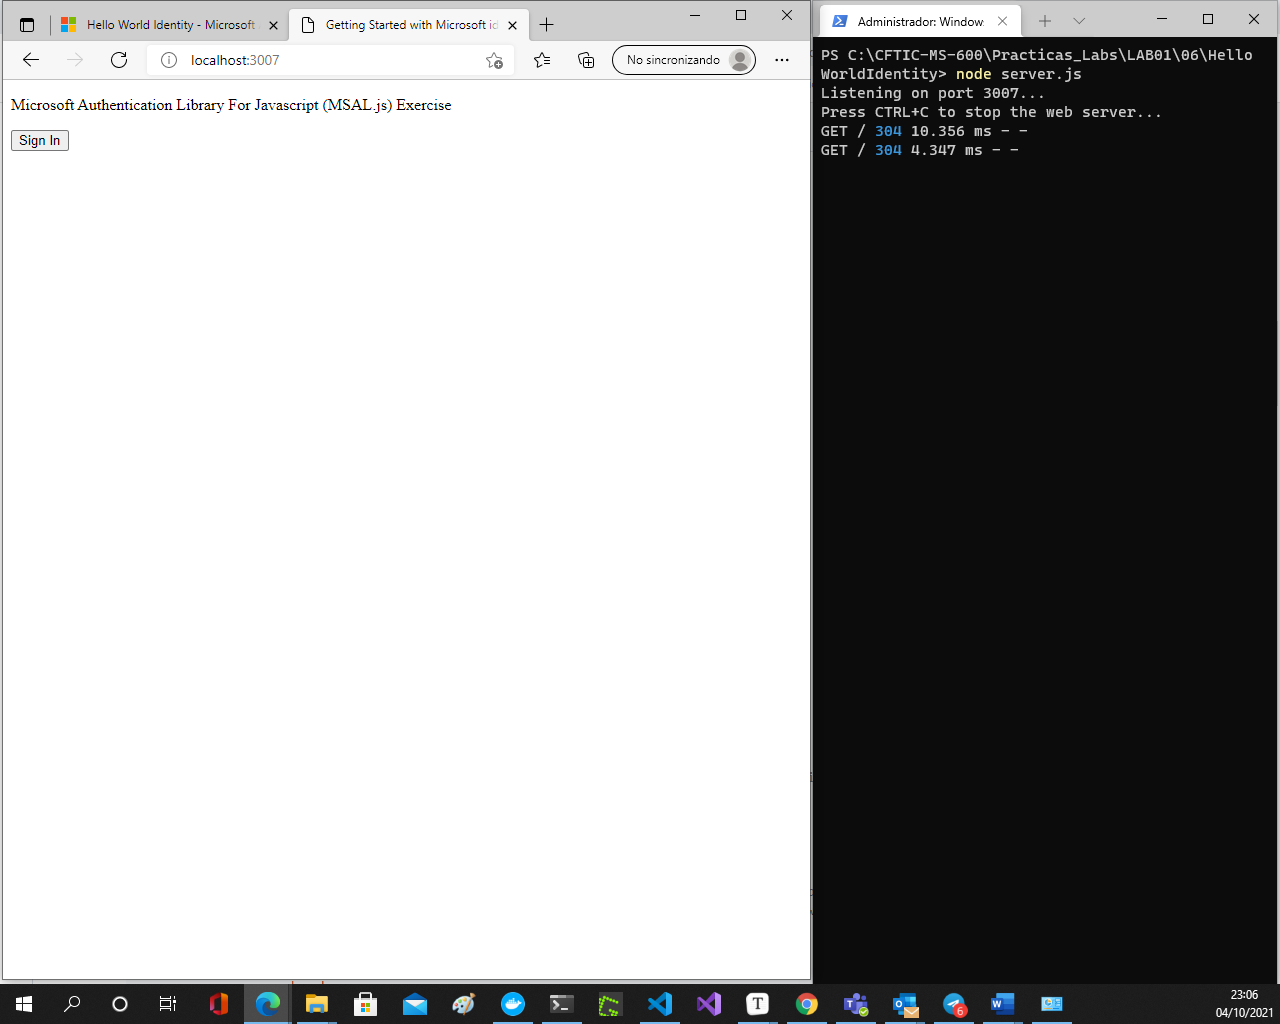 Hello World Identity - Microsoft
Getting Started with Microsoft id
localhost:3007
No sincronizando
Microsoft Authentication Library For Javascript (MSAL.js) Exercise
Sign In
Administrador: Windows
PS C:\CFTIC-MS-600\Practicas_Labs\LAB01\06\Hello
WorldIdentity> node server.js
Listening on port 3007...
Press CTRL+C to stop the web server...
GET / 304 10.356 ms - -
GET / 304 4.347 ms - -
T
6
23:06
04/10/2021